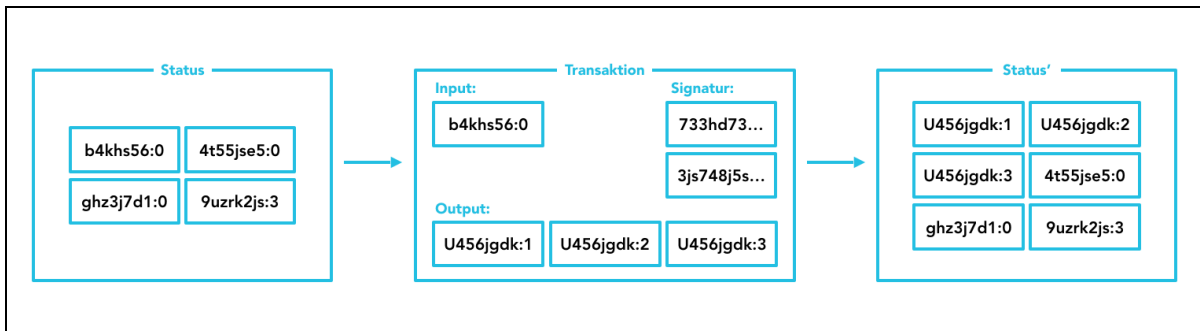 Status
b4khs56:0 4t55jse5:0
ghz3j7d1:0 9uzrk2js:3
Transaktion
Input: Signatur:
b4khs56:0 733hd73...
3js748j5s...
Output:
U456jgdk:1 U456jgdk:2 U456jgdk:3
Status’
U456jgdk:1 U456jgdk:2
U456jgdk:3 4t55jse5:0
ghz3j7d1:0 9uzrk2js:3